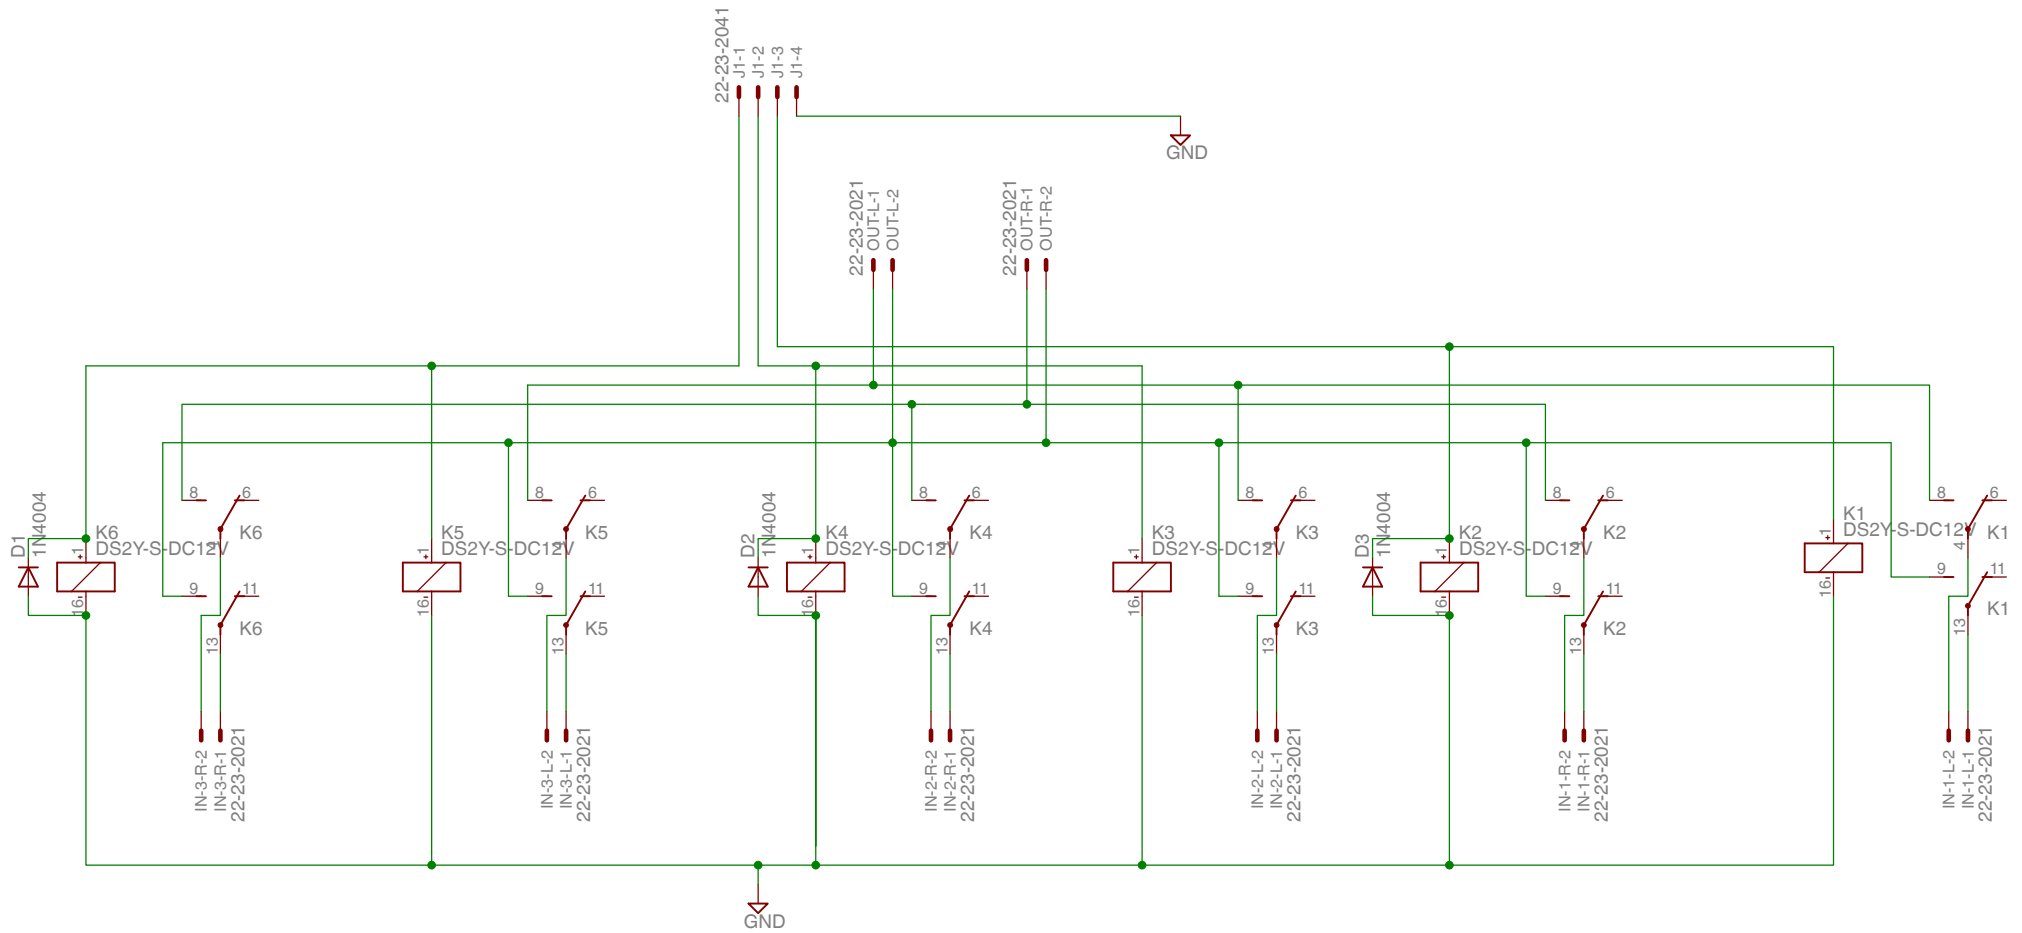 22-23-2041
J1-1
J1-2
J1-3
J1-4
GND
22-23-2021
OUT-L-1
OUT-L-2
22-23-2021
OUT-R-1
OUT-R-2
D1
1N4004
K6
DS2Y-S-DC12V
1
16
8
6
K6
9
11
K6
13
IN-3-R-2
IN-3-R-1
22-23-2021
K5
DS2Y-S-DC12V
1
16
8
6
K5
9
11
K5
13
IN-3-L-2
IN-3-L-1
22-23-2021
D2
1N4004
K4
DS2Y-S-DC12V
1
16
8
6
K4
9
11
K4
13
IN-2-R-2
IN-2-R-1
22-23-2021
K3
DS2Y-S-DC12V
1
16
8
6
K3
9
11
K3
13
IN-2-L-2
IN-2-L-1
22-23-2021
D3
1N4004
K2
DS2Y-S-DC12V
1
16
8
6
K2
9
11
K2
13
IN-1-R-2
IN-1-R-1
22-23-2021
K1
DS2Y-S-DC12V
1
16
8
6
K1
4
9
11
K1
13
IN-1-L-2
IN-1-L-1
22-23-2021
GND